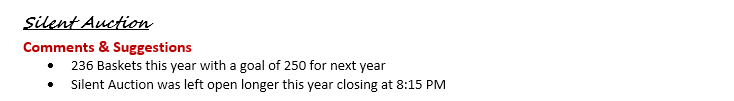 Silent Auction
Comments & Suggestions
• 236 Baskets this year with a goal of 250 for next year
• Silent Auction was left open longer this year closing at 8:15 PM